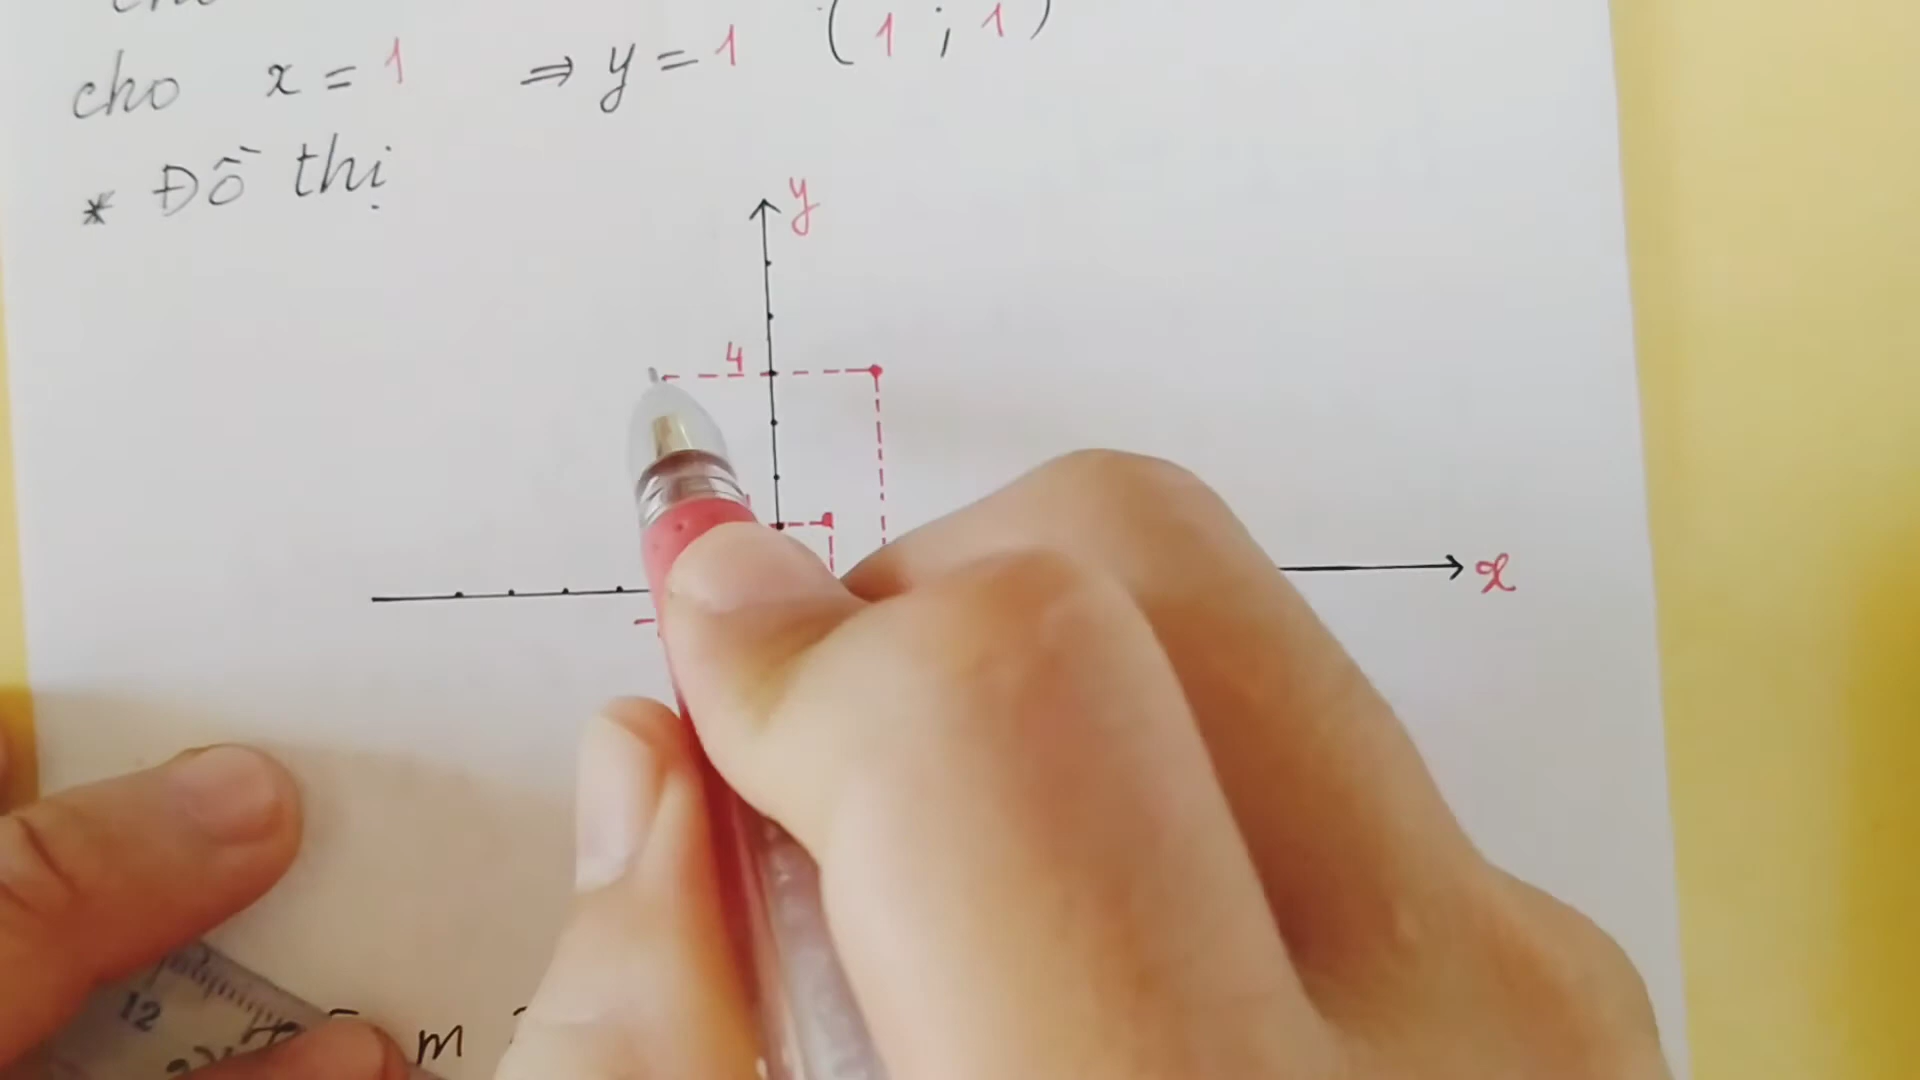 cho x = 1 ⇒ y = 1 (1 ; 1)
* Đồ thị
y
4
x
-
m
12